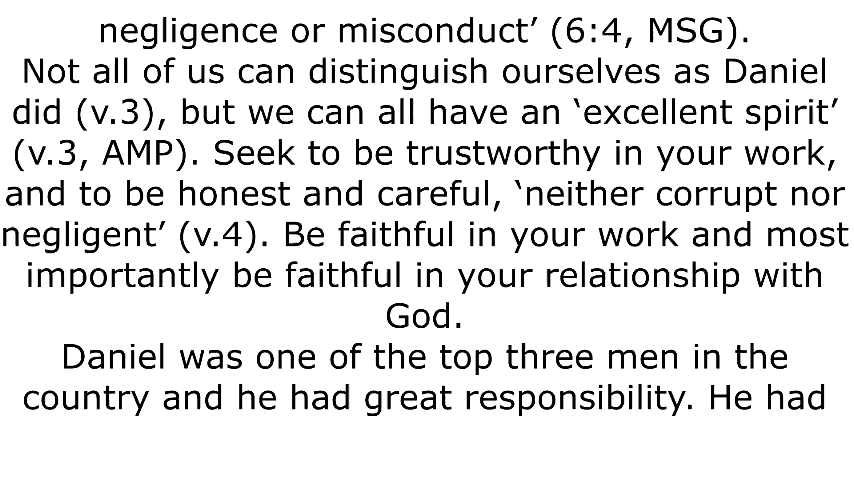 negligence or misconduct’ (6:4, MSG).
Not all of us can distinguish ourselves as Daniel
did (v.3), but we can all have an ‘excellent spirit’
(v.3, AMP). Seek to be trustworthy in your work,
and to be honest and careful, ‘neither corrupt nor
negligent’ (v.4). Be faithful in your work and most
importantly be faithful in your relationship with
God.
Daniel was one of the top three men in the
country and he had great responsibility. He had